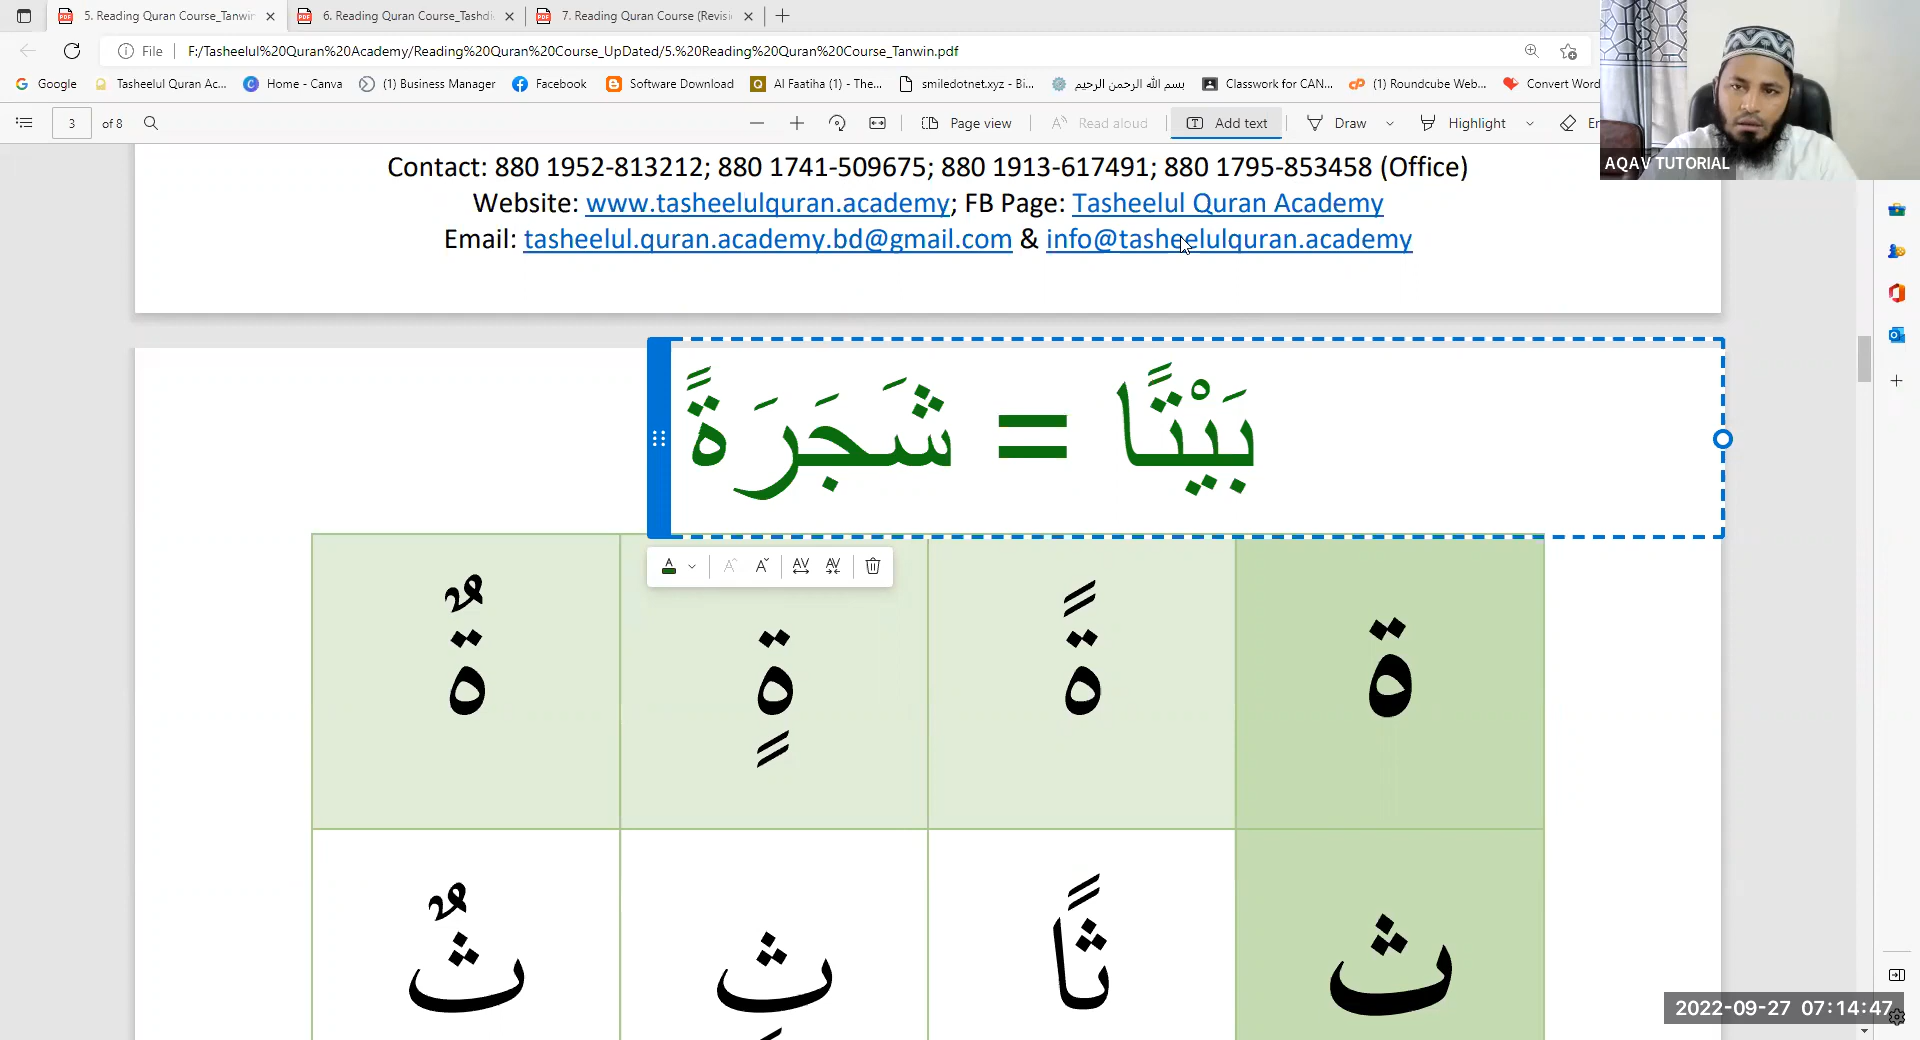 5. Reading Quran Course_Tanwin
6. Reading Quran Course_Tashdi
7. Reading Quran Course (Revisi
File
F:/Tasheelul%20Quran%20Academy/Reading%20Quran%20Course_UpDated/5.%20Reading%20Quran%20Course_Tanwin.pdf
Google
Tasheelul Quran Ac...
Home - Canva
(1) Business Manager
Facebook
Software Download
Al Faatiha (1) - The...
smiledotnet.xyz - Bi...
بسم الله الرحمن الرحيم
Classwork for CAN...
(1) Roundcube Web...
Convert Word
3 of 8
Page view
Read aloud
Add text
Draw
Highlight
AQAV TUTORIAL
Contact: 880 1952-813212; 880 1741-509675; 880 1913-617491; 880 1795-853458 (Office)
Website: www.tasheelulquran.academy; FB Page: Tasheelul Quran Academy
Email: tasheelul.quran.academy.bd@gmail.com & info@tasheelulquran.academy
بَيْتًا = شَجَرَةً
ة ةً ةٍ ةٌ
ث ثًا ثٍ ثٌ
2022-09-27 07:14:47